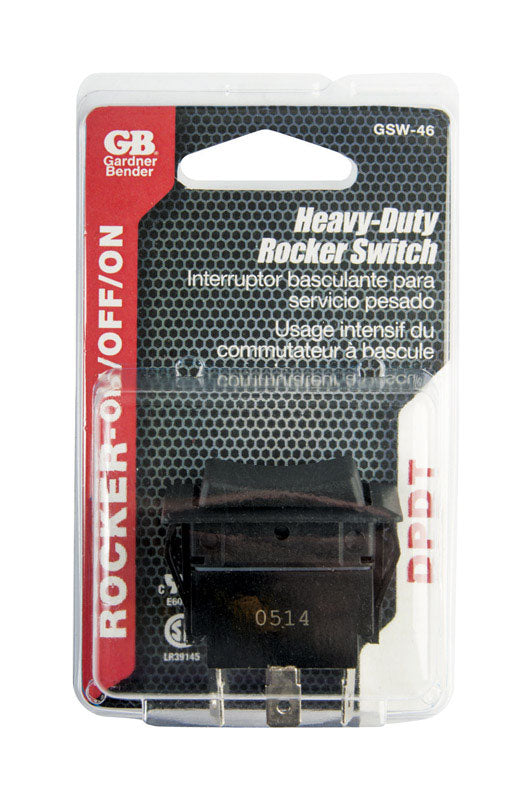 GSW-46
GB
Gardner
Bender
Heavy-Duty
Rocker Switch
Interruptor basculante para
servicio pesado
Usage intensif du
commutateur à bascule
ROCKER-ON/OFF/ON
DPDT
0514
LR39145